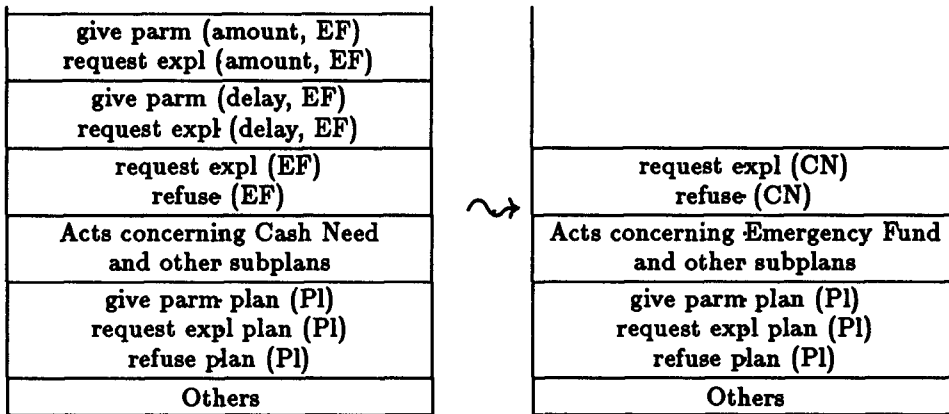 give parm (amount, EF)
request expl (amount, EF)
give parm (delay, EF)
request expl (delay, EF)
request expl (EF)
refuse (EF)
Acts concerning Cash Need
and other subplans
give parm plan (Pl)
request expl plan (Pl)
refuse plan (Pl)
Others
request expl (CN)
refuse (CN)
Acts concerning Emergency Fund
and other subplans
give parm plan (Pl)
request expl plan (Pl)
refuse plan (Pl)
Others